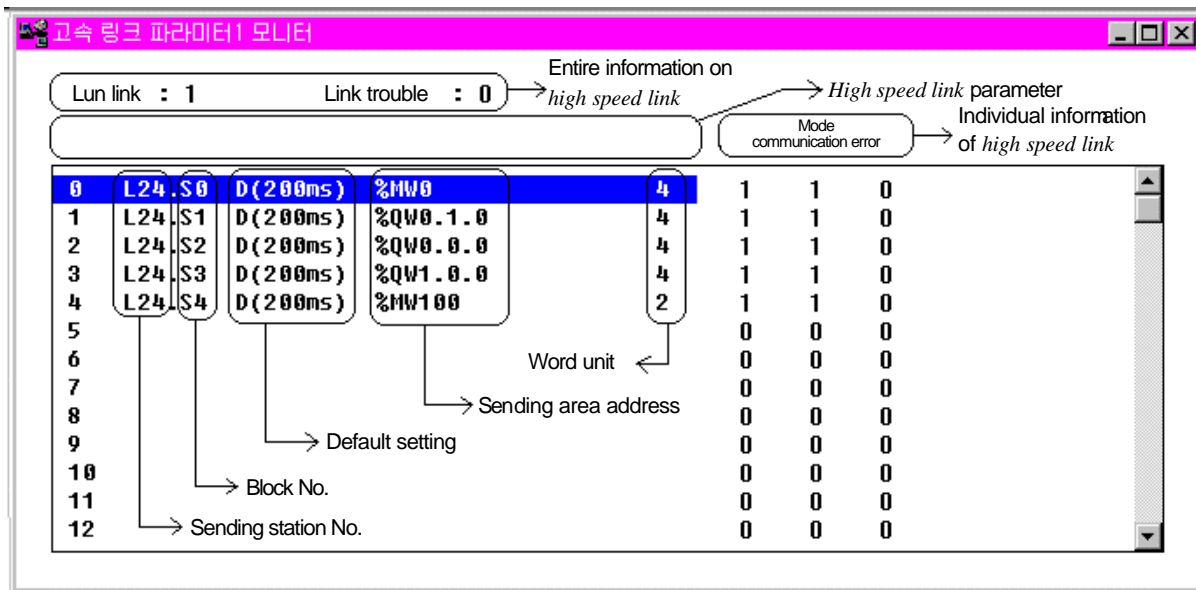 고속 링크 파라미터1 모니터
Lun link : 1 Link trouble : 0
Entire information on
high speed link
High speed link parameter
Mode
communication error
Individual information
of high speed link
0 L24.S0 D(200ms) %MW0 4 1 1 0
1 L24.S1 D(200ms) %QW0.1.0 4 1 1 0
2 L24.S2 D(200ms) %QW0.0.0 4 1 1 0
3 L24.S3 D(200ms) %QW1.0.0 4 1 1 0
4 L24.S4 D(200ms) %MW100 2 1 1 0
5 0 0 0
6 0 0 0
7 0 0 0
8 0 0 0
9 0 0 0
10 0 0 0
11 0 0 0
12 0 0 0
Word unit
Sending area address
Default setting
Block No.
Sending station No.